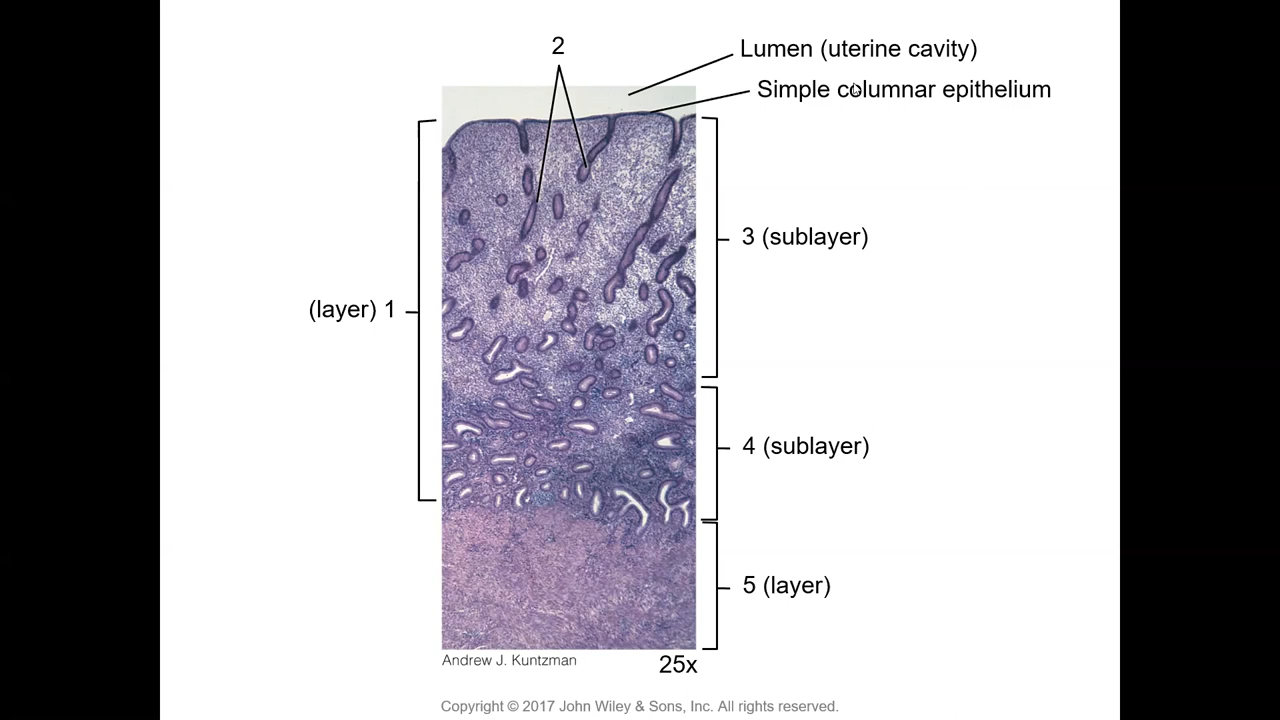 2
Lumen (uterine cavity)
Simple columnar epithelium
3 (sublayer)
(layer) 1
4 (sublayer)
5 (layer)
Andrew J. Kuntzman
25x
Copyright © 2017 John Wiley & Sons, Inc. All rights reserved.